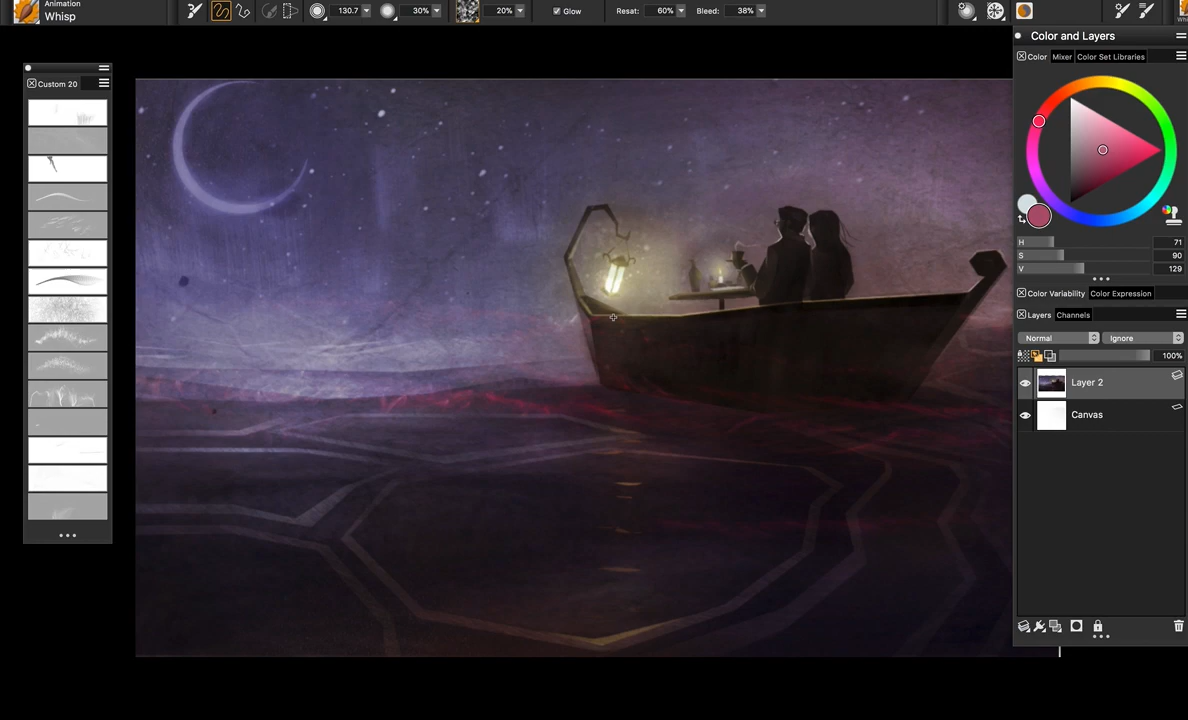 Animation
Whisp
130.7
30%
20%
Glow
Resat: 60%
Bleed: 38%
Color and Layers
Custom 20
Color Mixer Color Set Libraries
H 71
S 90
V 129
Color Variability Color Expression
Layers Channels
Normal Ignore
100%
Layer 2
Canvas